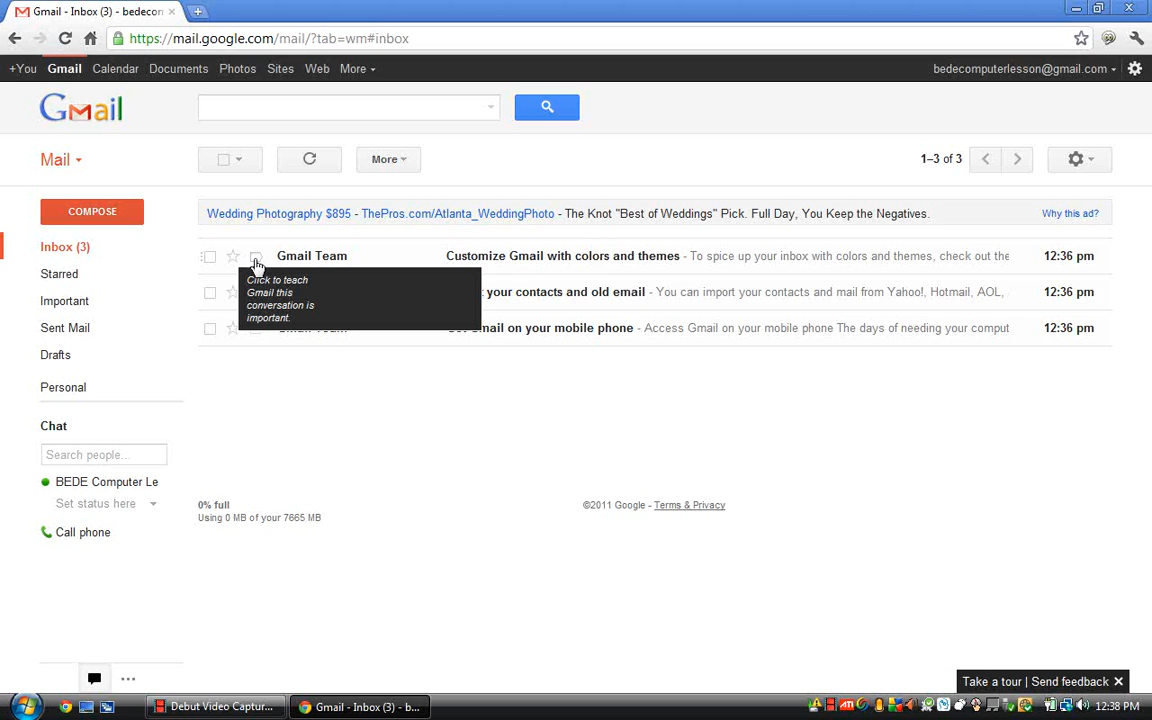 Gmail - Inbox (3) - bedecon
https://mail.google.com/mail/?tab=wm#inbox
+You Gmail Calendar Documents Photos Sites Web More
bedecomputerlesson@gmail.com
Gmail
Mail
More
1–3 of 3
COMPOSE
Wedding Photography $895 - ThePros.com/Atlanta_WeddingPhoto - The Knot "Best of Weddings" Pick. Full Day, You Keep the Negatives.
Why this ad?
Inbox (3)
Starred
Important
Sent Mail
Drafts
Personal
Gmail Team Customize Gmail with colors and themes - To spice up your inbox with colors and themes, check out the 12:36 pm
Click to teach
Gmail this
conversation is
important.
your contacts and old email - You can import your contacts and mail from Yahoo!, Hotmail, AOL, 12:36 pm
Gmail on your mobile phone - Access Gmail on your mobile phone The days of needing your comput 12:36 pm
Chat
Search people...
BEDE Computer Le
Set status here
Call phone
0% full
Using 0 MB of your 7665 MB
©2011 Google - Terms & Privacy
Take a tour | Send feedback
Debut Video Captur...
Gmail - Inbox (3) - b...
ATI
12:38 PM